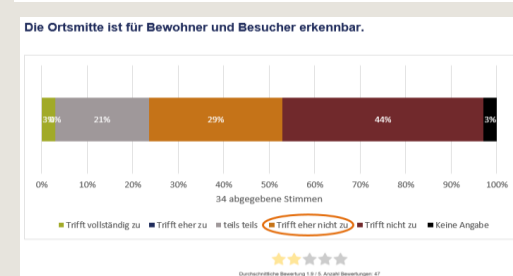 Die Ortsmitte ist für Bewohner und Besucher erkennbar.
3% 0% 21% 29% 44% 3%
0% 10% 20% 30% 40% 50% 60% 70% 80% 90% 100%
34 abgegebene Stimmen
Trifft vollständig zu Trifft eher zu teils teils Trifft eher nicht zu Trifft nicht zu Keine Angabe
Durchschnittliche Bewertung 1.9 / 5. Anzahl Bewertungen: 47